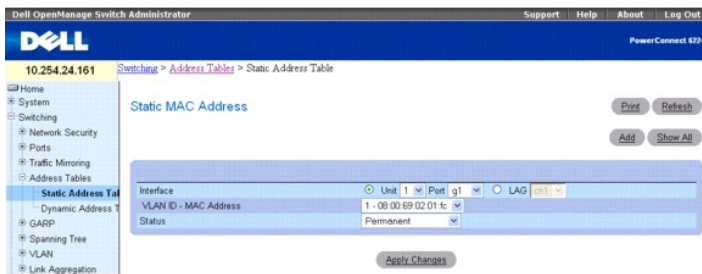 Dell OpenManage Switch Administrator
Support Help About Log Out
DELL
PowerConnect 622
10.254.24.161
Switching > Address Tables > Static Address Table
Home
System
Switching
Network Security
Ports
Traffic Mirroring
Address Tables
Static Address Tal
Dynamic Address T
GARP
Spanning Tree
VLAN
Link Aggregation
Static MAC Address
Print Refresh
Add Show All
Interface Unit 1 Port g1 LAG ch1
VLAN ID - MAC Address 1 - 08:00:69:02:01:fc
Status Permanent
Apply Changes